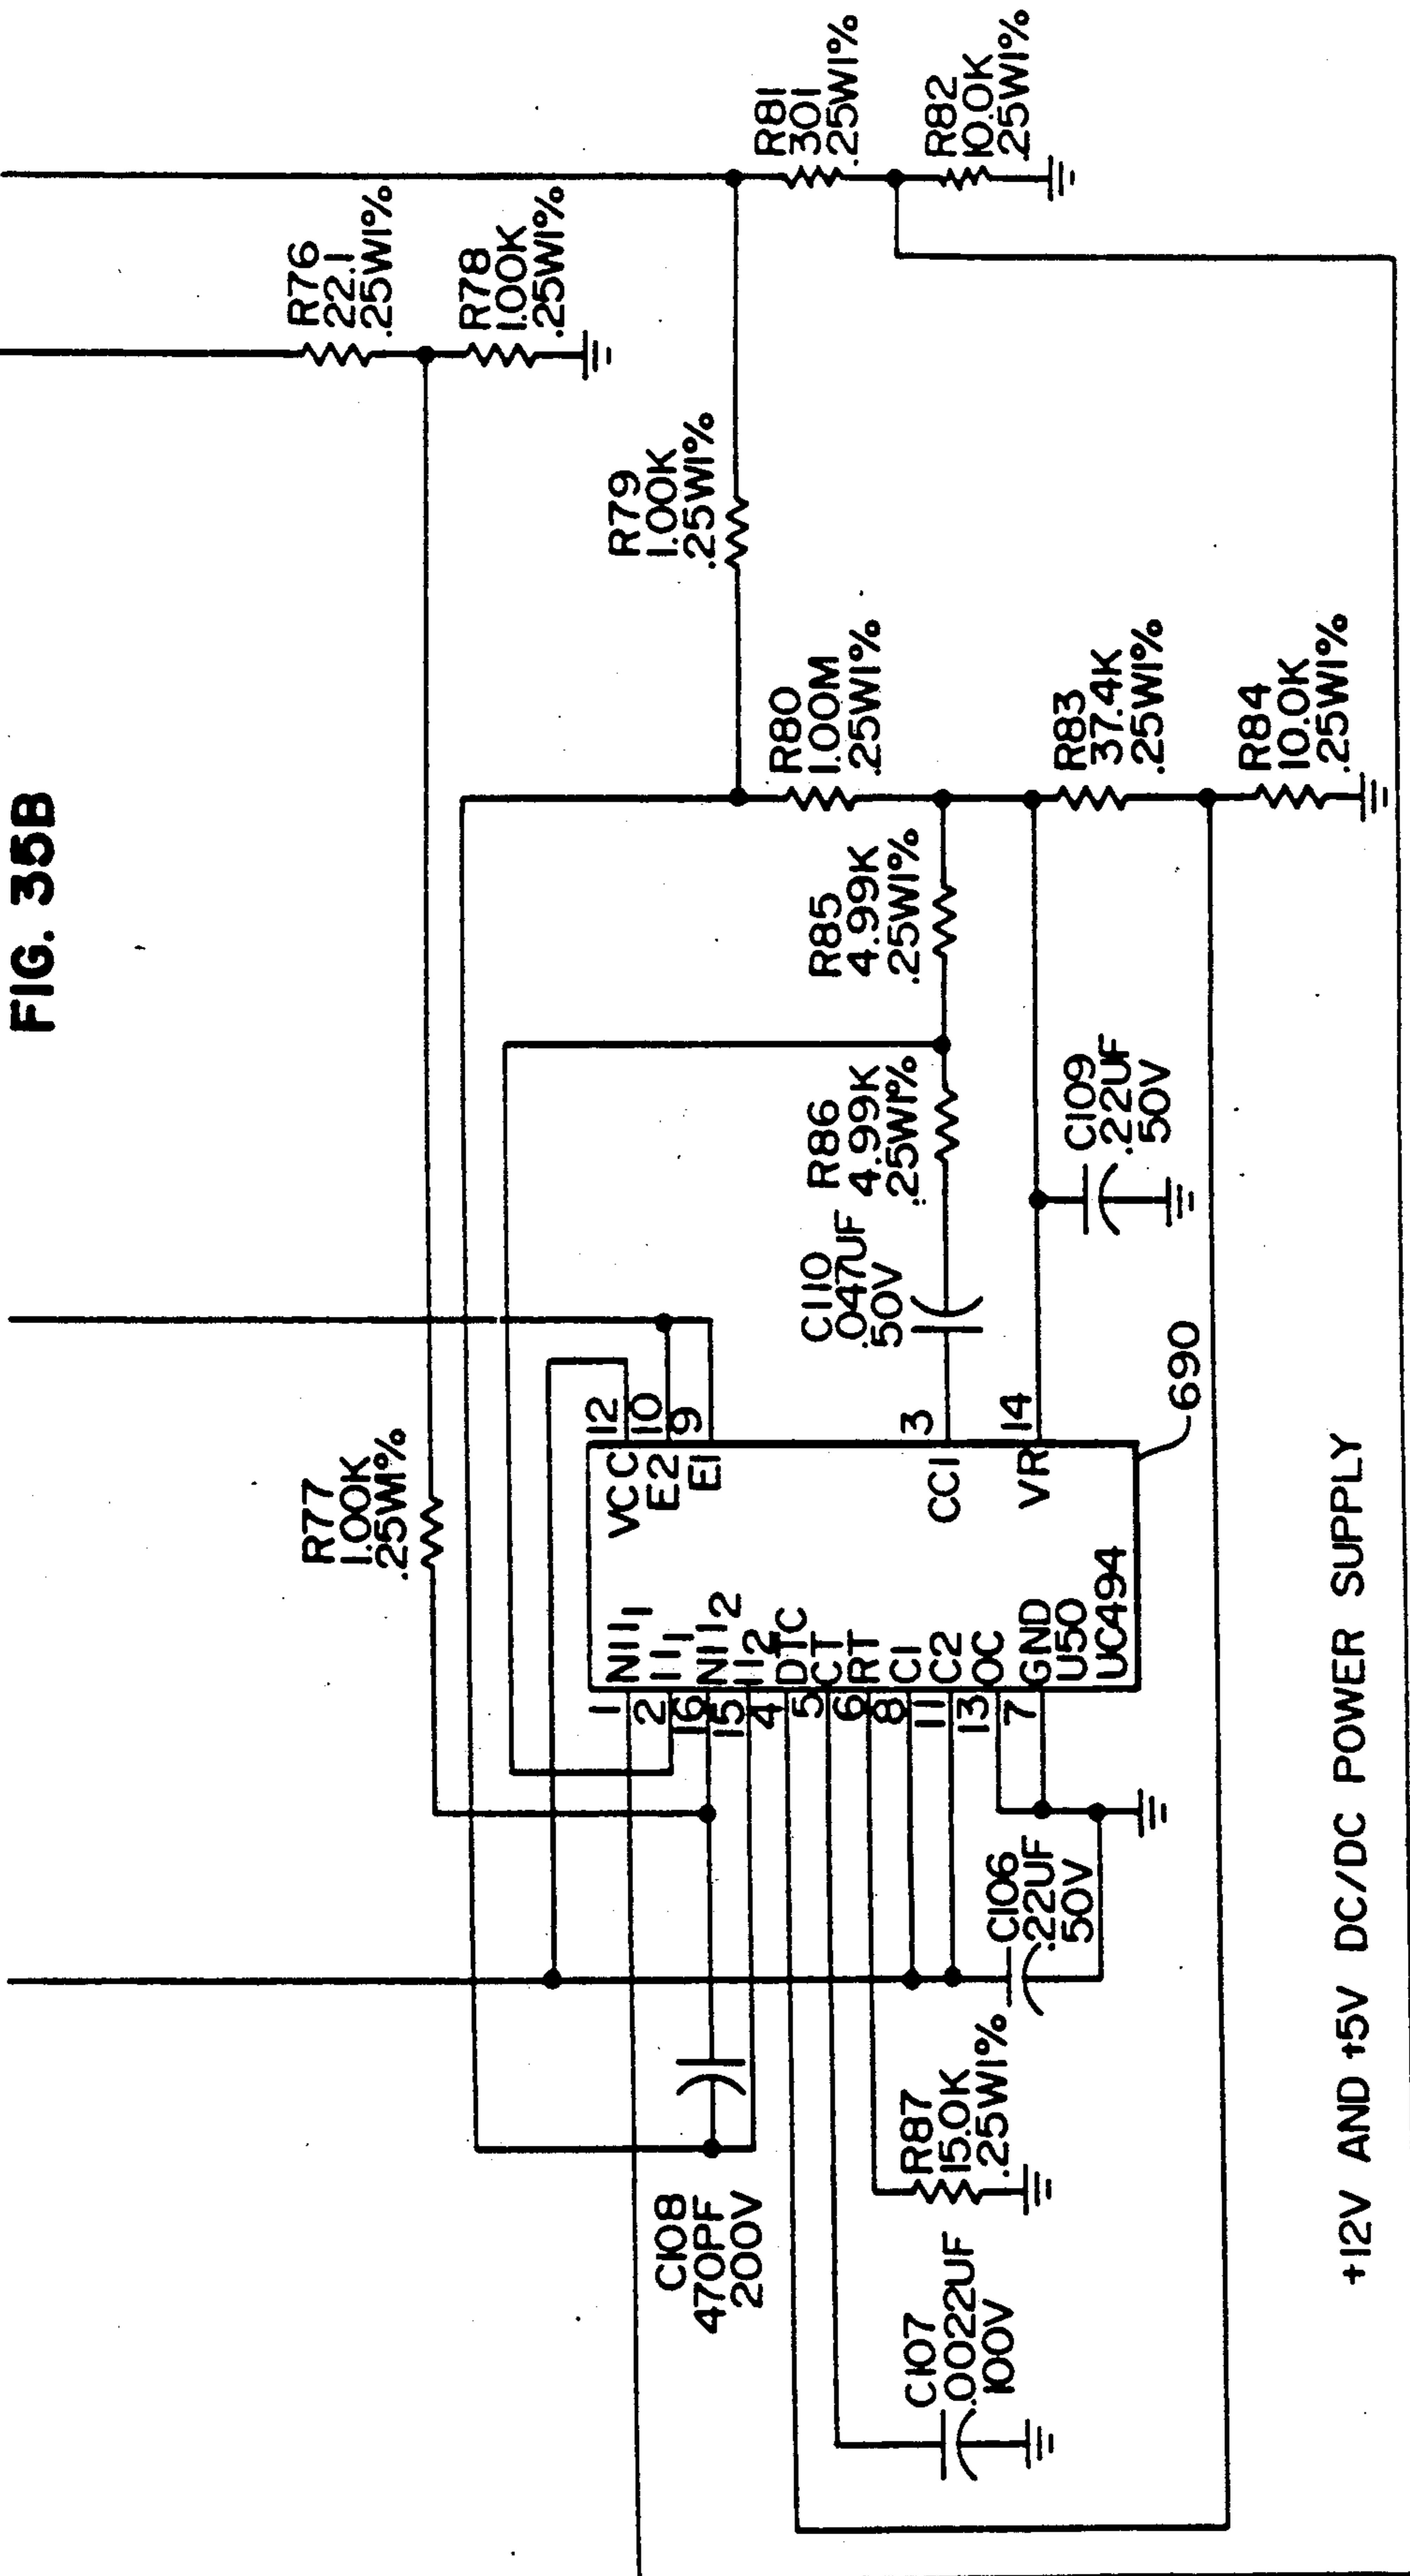 FIG. 35B
R76
22.1
.25W1%
R78
1.00K
.25W1%
R81
301
.25W1%
R82
10.0K
.25W1%
R77
1.00K
.25W1%
R79
1.00K
.25W1%
R80
1.00M
.25W1%
R83
37.4K
.25W1%
R84
10.0K
.25W1%
R85
4.99K
.25W1%
R86
4.99K
.25W1%
C110
.047UF
50V
C109
.22UF
50V
12
10
9
3
14
VCC
E2
E1
CC1
VR
1
2
16
15
4
5
6
8
11
13
7
NI1₁
I1₁
NI1₂
I1₂
DTC
CT
RT
C1
C2
OC
GND
U50
UC494
690
C108
470PF
200V
C106
.22UF
50V
R87
15.0K
.25W1%
C107
.0022UF
100V
+12V AND +5V DC/DC POWER SUPPLY